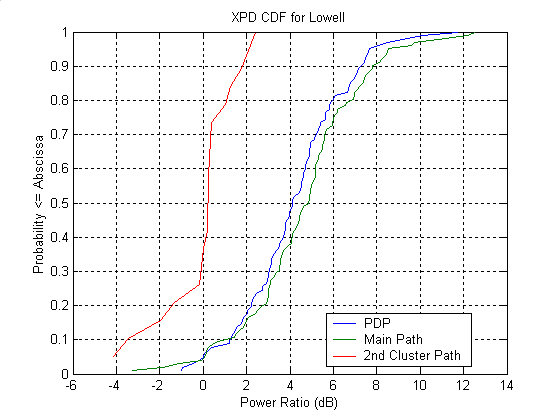 XPD CDF for Lowell
1
0.9
0.8
0.7
0.6
0.5
0.4
0.3
0.2
0.1
0
Probability <= Abscissa
PDP
Main Path
2nd Cluster Path
-6 -4 -2 0 2 4 6 8 10 12 14
Power Ratio (dB)